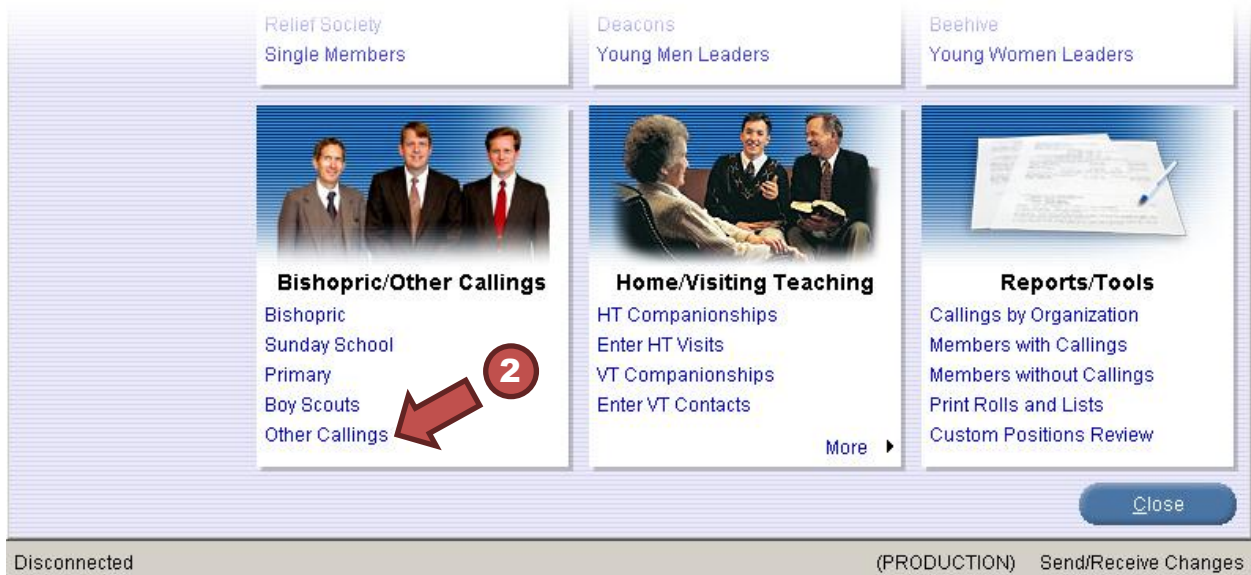 Relief Society
Single Members
Deacons
Young Men Leaders
Beehive
Young Women Leaders
Bishopric/Other Callings
Bishopric
Sunday School
Primary
Boy Scouts
Other Callings
2
Home/Visiting Teaching
HT Companionships
Enter HT Visits
VT Companionships
Enter VT Contacts
More
Reports/Tools
Callings by Organization
Members with Callings
Members without Callings
Print Rolls and Lists
Custom Positions Review
Close
Disconnected
(PRODUCTION) Send/Receive Changes